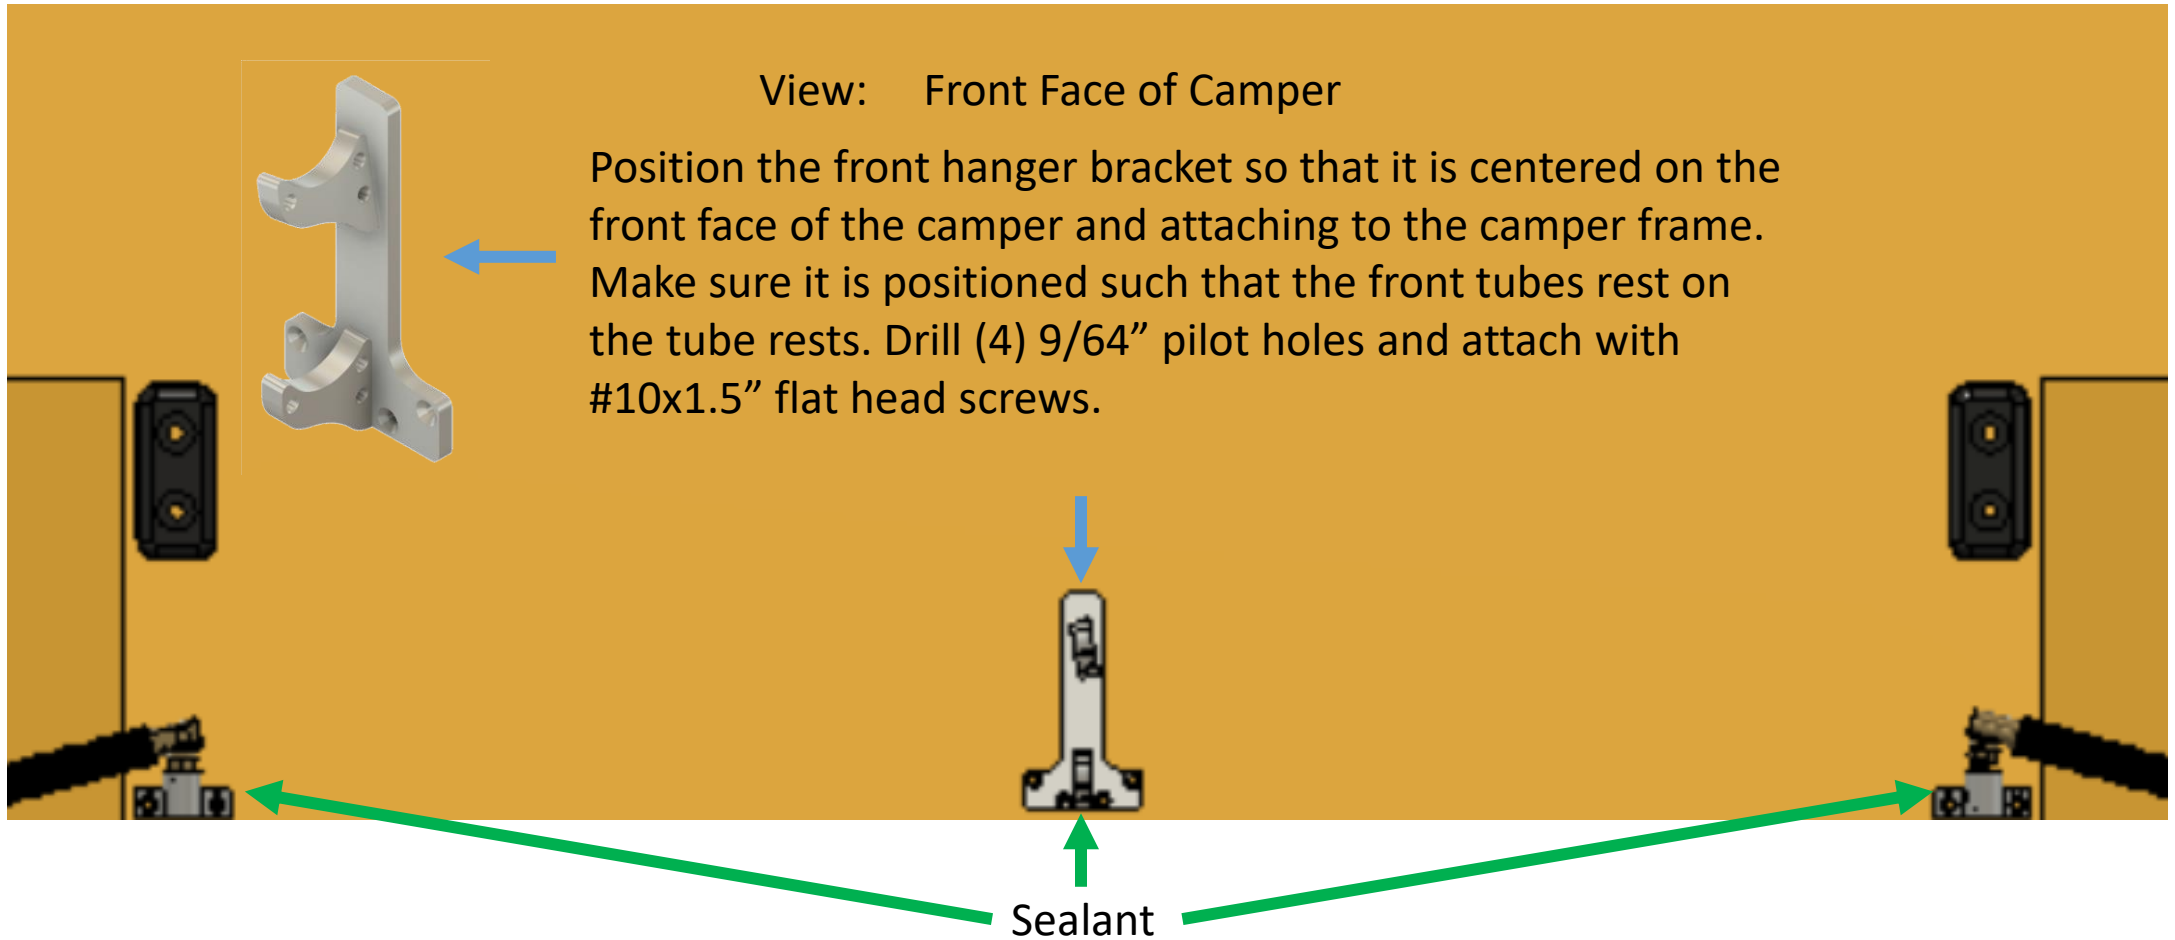 View: Front Face of Camper
Position the front hanger bracket so that it is centered on the
front face of the camper and attaching to the camper frame.
Make sure it is positioned such that the front tubes rest on
the tube rests. Drill (4) 9/64” pilot holes and attach with
#10x1.5” flat head screws.
Sealant